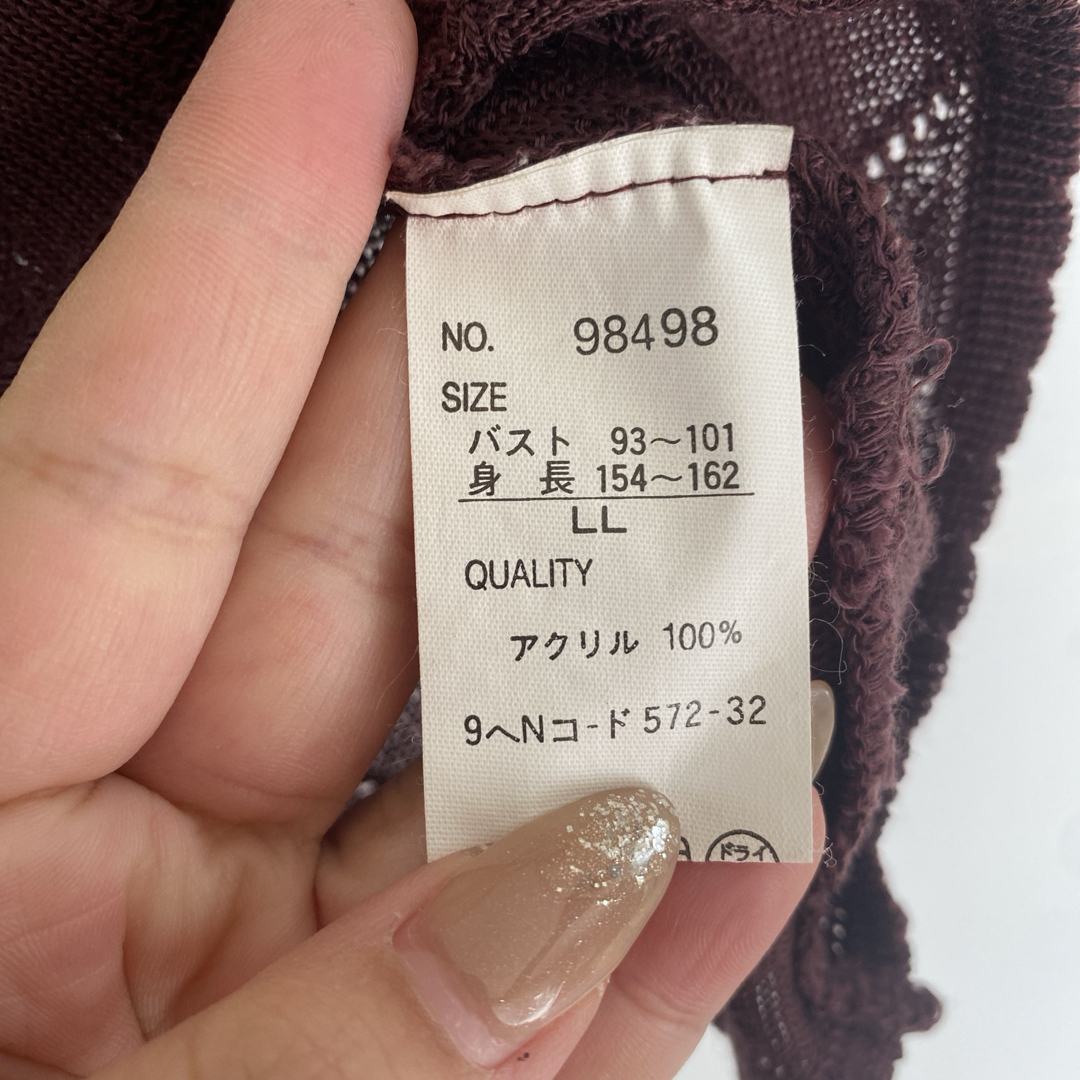 NO. 98498
SIZE
バスト 93～101
身 長 154～162
LL
QUALITY
アクリル 100%
9へNコード 572-32
ドライ